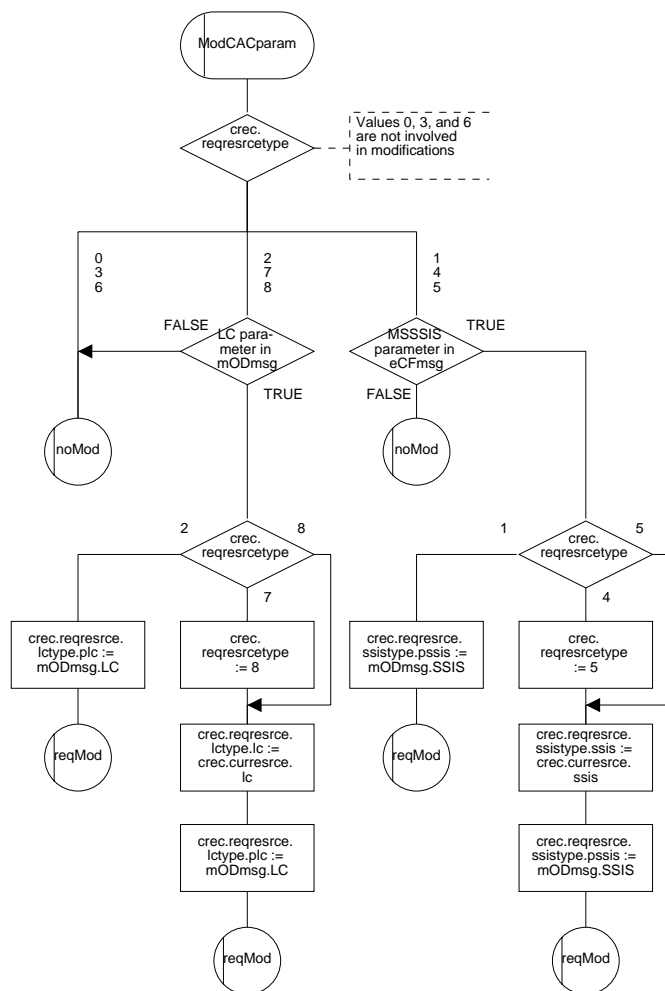 ModCACparam
crec.
reqresrcetype
Values 0, 3, and 6
are not involved
in modifications
0
3
6
2
7
8
1
4
5
FALSE
LC para-
meter in
mODmsg
TRUE
MSSSIS
parameter in
eCFmsg
TRUE
FALSE
noMod
noMod
2
crec.
reqresrcetype
8
7
1
crec.
reqresrcetype
5
4
crec.reqresrce.
lctype.plc :=
mODmsg.LC
crec.
reqresrcetype
:= 8
crec.reqresrce.
ssistype.pssis :=
mODmsg.SSIS
crec.
reqresrcetype
:= 5
reqMod
crec.reqresrce.
lctype.lc :=
crec.curresrce.
lc
reqMod
crec.reqresrce.
ssistype.ssis :=
crec.curresrce.
ssis
crec.reqresrce.
lctype.plc :=
mODmsg.LC
crec.reqresrce.
ssistype.pssis :=
mODmsg.SSIS
reqMod
reqMod